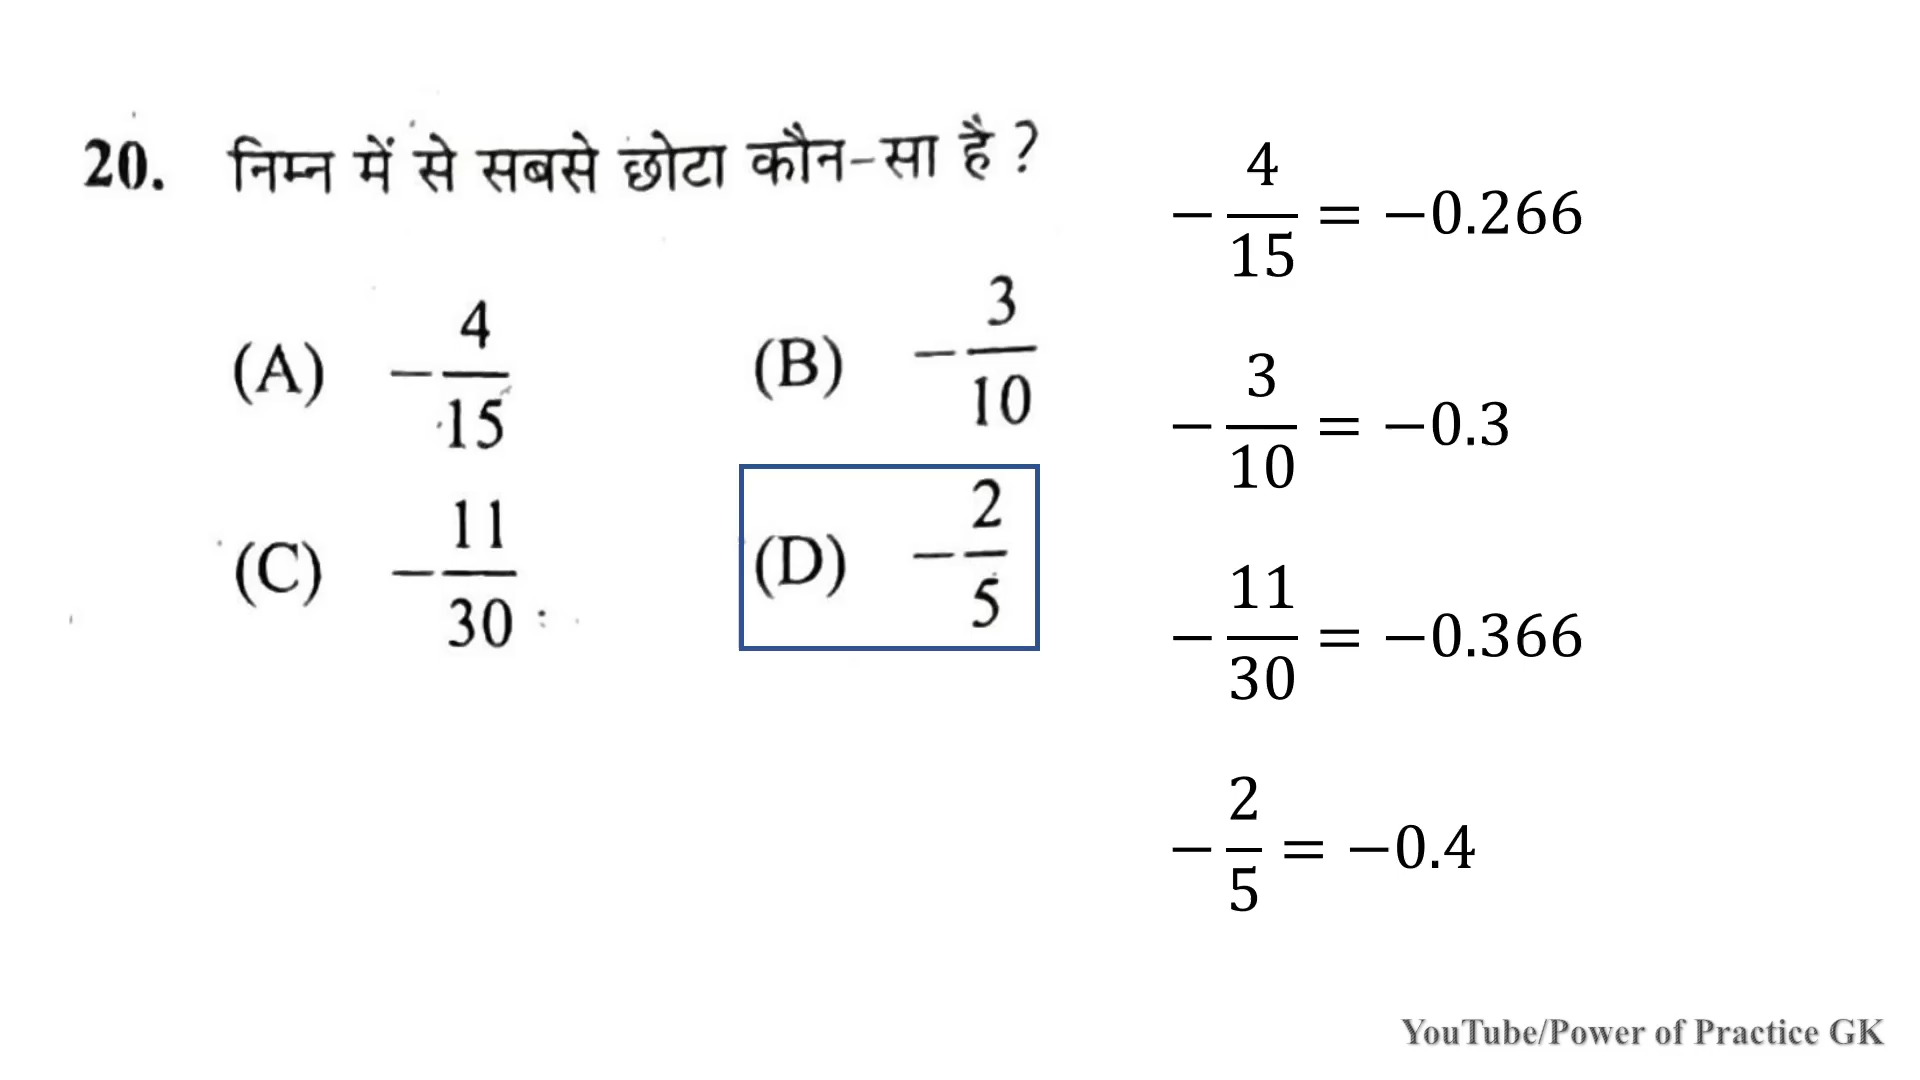 20. निम्न में से सबसे छोटा कौन-सा है ?
(A) -4/15 (B) -3/10
(C) -11/30 (D) -2/5
-4/15 = -0.266
-3/10 = -0.3
-11/30 = -0.366
-2/5 = -0.4
YouTube/Power of Practice GK